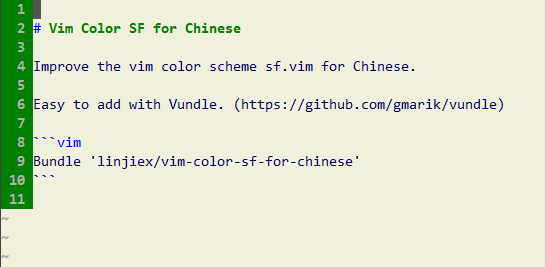 1
2 # Vim Color SF for Chinese
3
4 Improve the vim color scheme sf.vim for Chinese.
5
6 Easy to add with Vundle. (https://github.com/gmarik/vundle)
7
8 ```vim
9 Bundle 'linjiex/vim-color-sf-for-chinese'
10 ```
11
~
~
~